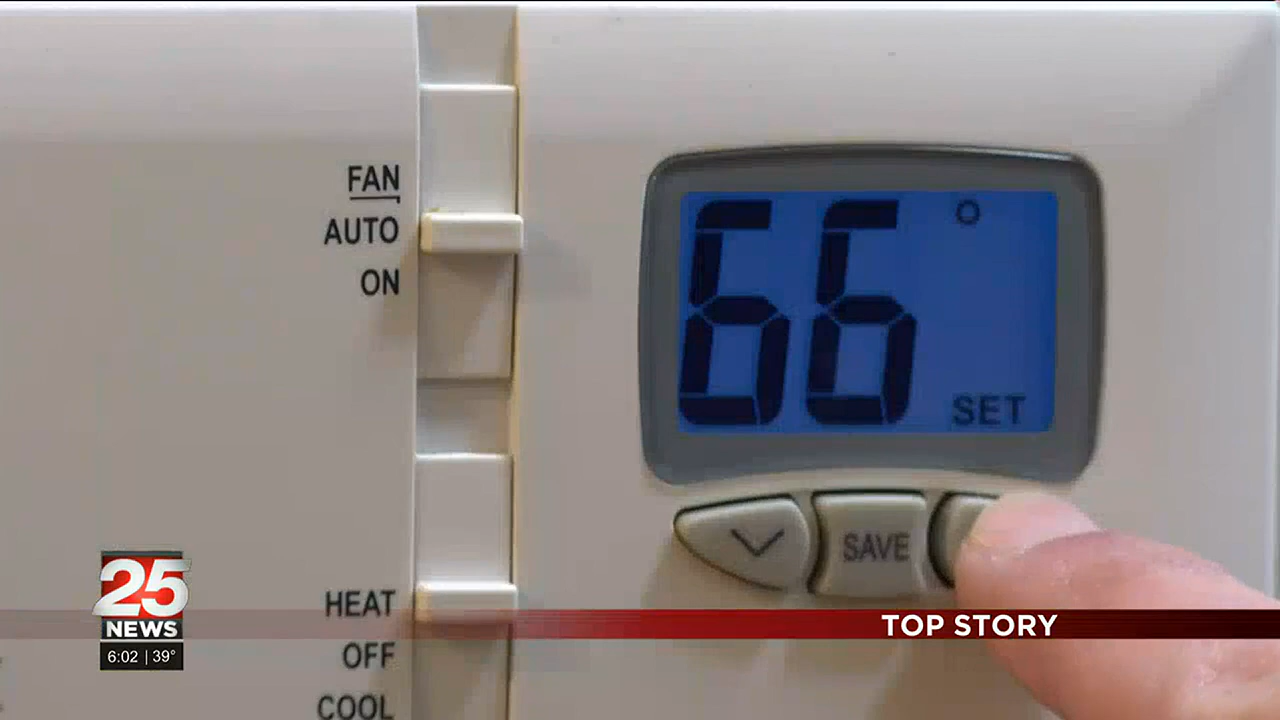 FAN
AUTO
ON
66°
SET
SAVE
HEAT
OFF
COOL
25
NEWS
6:02 | 39°
TOP STORY